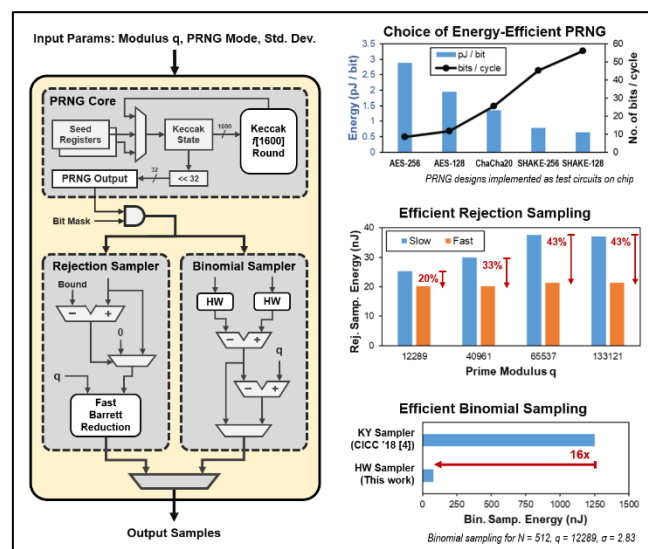 Input Params: Modulus q, PRNG Mode, Std. Dev.
PRNG Core
Seed
Registers
Keccak
State
1600
Keccak
f[1600]
Round
PRNG Output
32
<< 32
Bit Mask
Rejection Sampler
Bound
− +
0
q
Fast
Barrett
Reduction
Binomial Sampler
HW
HW
− +
q
− +
Output Samples
Choice of Energy-Efficient PRNG
Energy (pJ / bit)
3.5
3
2.5
2
1.5
1
0.5
0
pJ / bit
bits / cycle
60
50
40
30
20
10
0
No. of bits / cycle
AES-256 AES-128 ChaCha20 SHAKE-256 SHAKE-128
PRNG designs implemented as test circuits on chip
Efficient Rejection Sampling
Rej. Samp. Energy (nJ)
40
30
20
10
0
Slow Fast
20% 33% 43% 43%
12289 40961 65537 133121
Prime Modulus q
Efficient Binomial Sampling
KY Sampler
(CICC '18 [4])
16x
HW Sampler
(This work)
0 250 500 750 1000 1250 1500
Bin. Samp. Energy (nJ)
Binomial sampling for N = 512, q = 12289, σ = 2.83